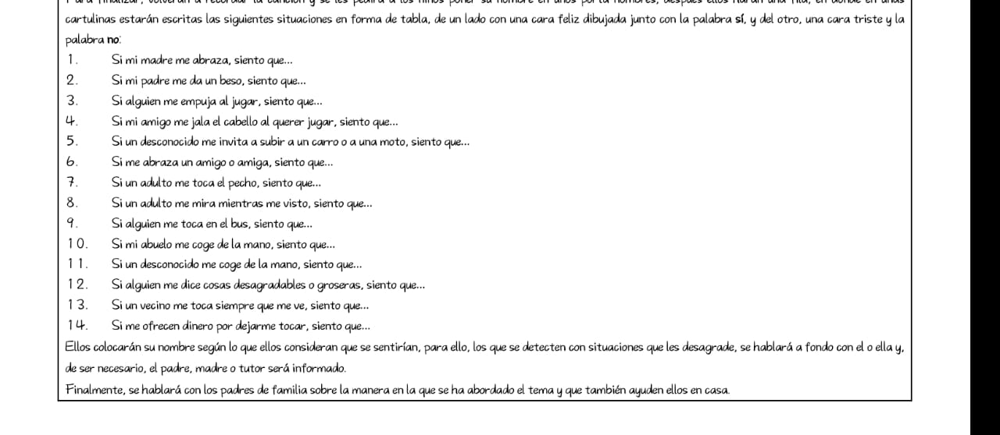 cartulinas estarán escritas las siguientes situaciones en forma de tabla, de un lado con una cara feliz dibujada junto con la palabra sí, y del otro, una cara triste y la
palabra no:
1. Si mi madre me abraza, siento que...
2. Si mi padre me da un beso, siento que...
3. Si alguien me empuja al jugar, siento que...
4. Si mi amigo me jala el cabello al querer jugar, siento que...
5. Si un desconocido me invita a subir a un carro o a una moto, siento que...
6. Si me abraza un amigo o amiga, siento que...
7. Si un adulto me toca el pecho, siento que...
8. Si un adulto me mira mientras me visto, siento que...
9. Si alguien me toca en el bus, siento que...
10. Si mi abuelo me coge de la mano, siento que...
11. Si un desconocido me coge de la mano, siento que...
12. Si alguien me dice cosas desagradables o groseras, siento que...
13. Si un vecino me toca siempre que me ve, siento que...
14. Si me ofrecen dinero por dejarme tocar, siento que...
Ellos colocarán su nombre según lo que ellos consideran que se sentirían, para ello, los que se detecten con situaciones que les desagrade, se hablará a fondo con el o ella y,
de ser necesario, el padre, madre o tutor será informado.
Finalmente, se hablará con los padres de familia sobre la manera en la que se ha abordado el tema y que también ayuden ellos en casa.